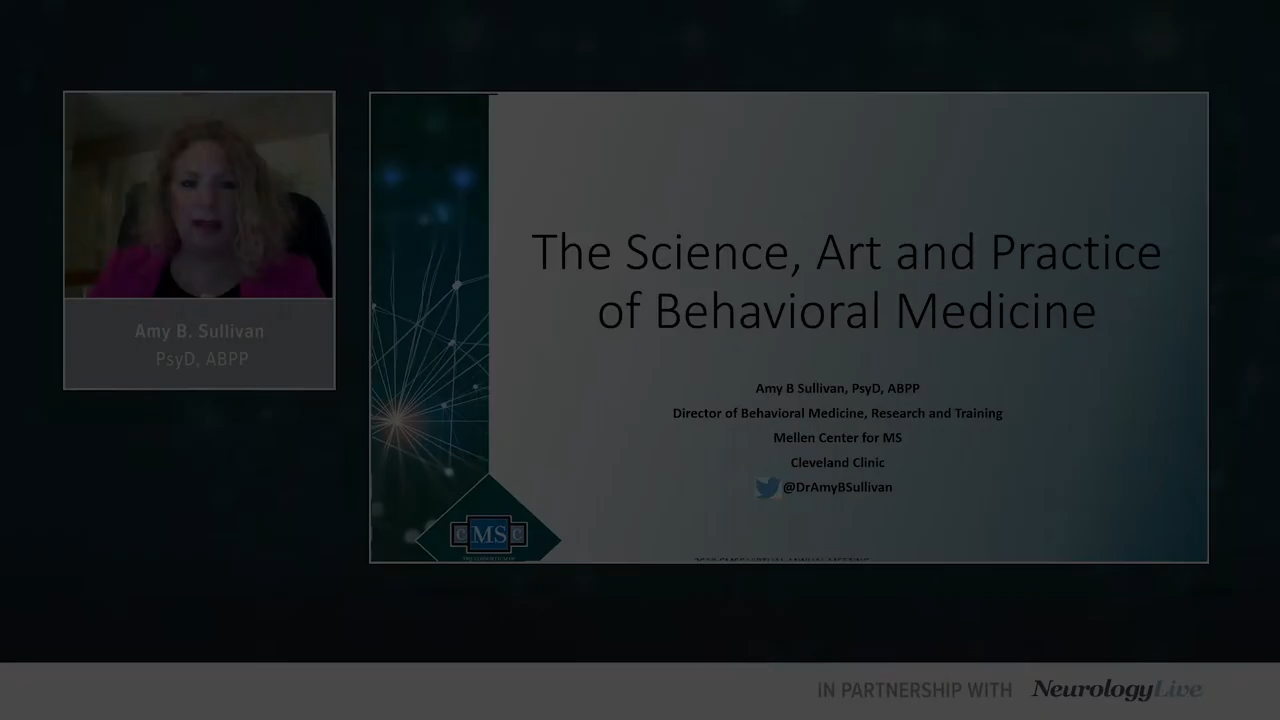 Amy B. Sullivan
PsyD, ABPP
The Science, Art and Practice
of Behavioral Medicine
Amy B Sullivan, PsyD, ABPP
Director of Behavioral Medicine, Research and Training
Mellen Center for MS
Cleveland Clinic
@DrAmyBSullivan
CMSC
IN PARTNERSHIP WITH NeurologyLive